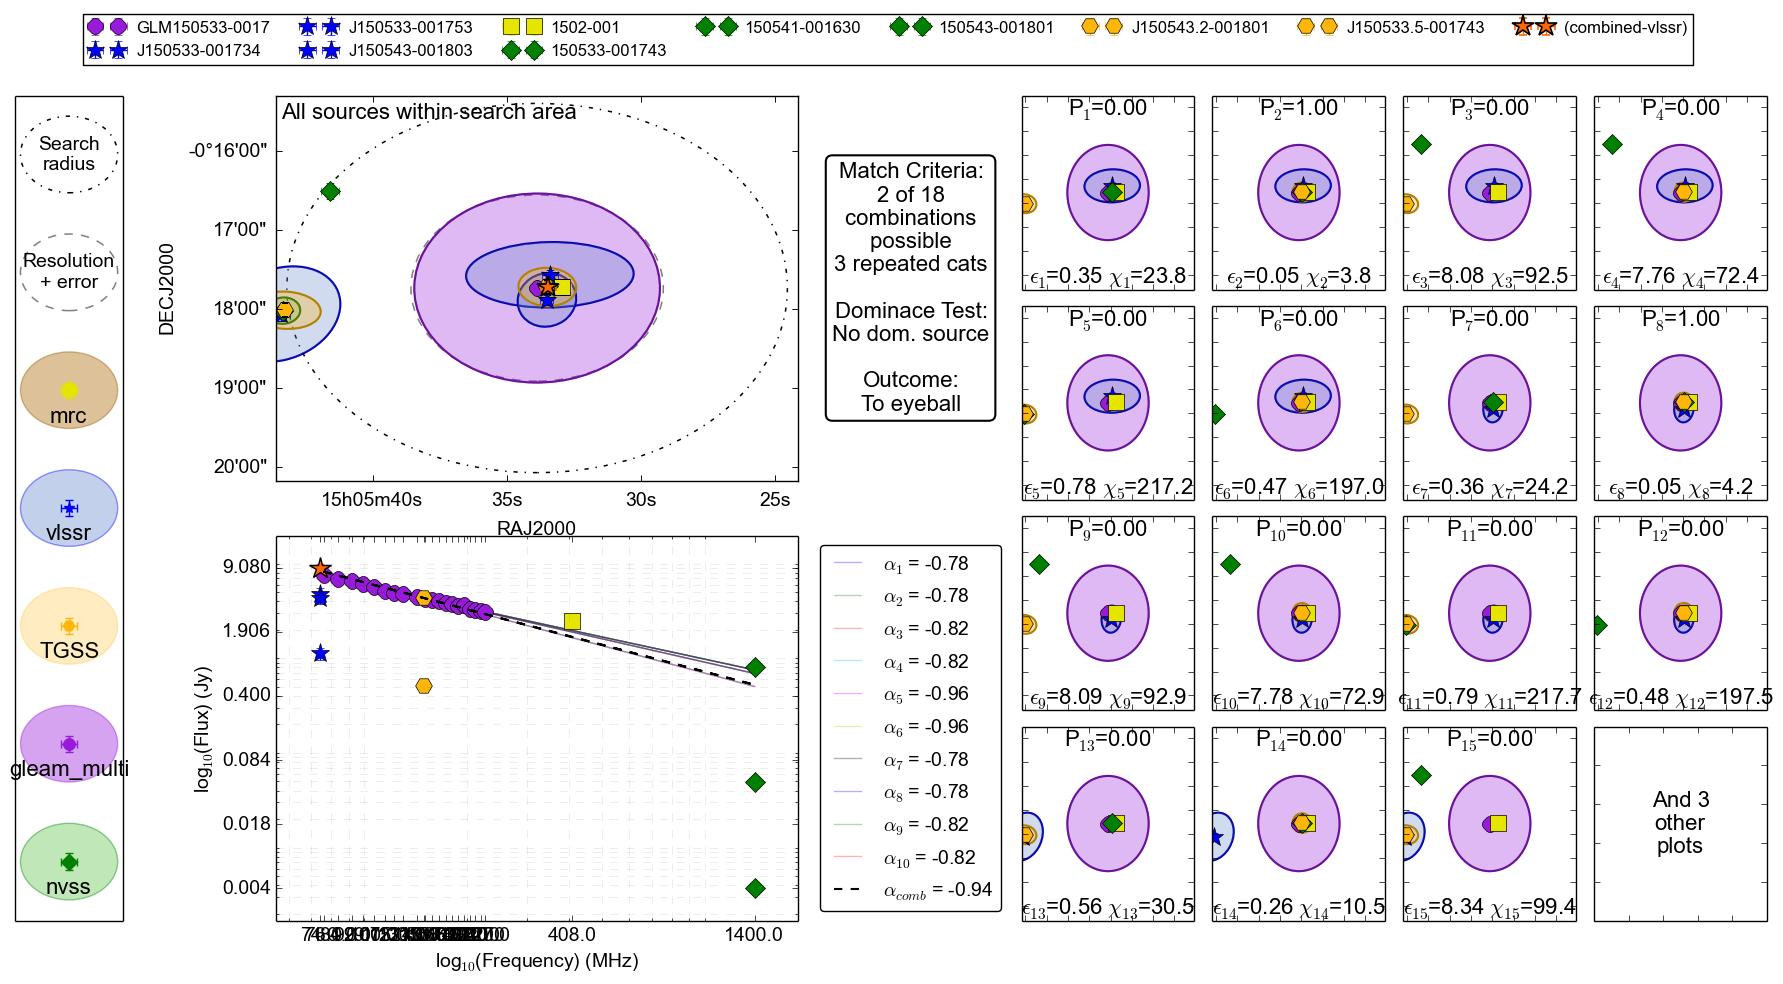 GLM150533-0017 J150533-001753 1502-001 150541-001630 150543-001801 J150543.2-001801 J150533.5-001743 (combined-vlssr)
J150533-001734 J150543-001803 150533-001743
Search
radius
Resolution
+ error
mrc
vlssr
TGSS
gleam_multi
nvss
All sources within search area
DECJ2000
-0°16'00"
17'00"
18'00"
19'00"
20'00"
15h05m40s 35s 30s 25s
RAJ2000
Match Criteria:
2 of 18
combinations
possible
3 repeated cats
Dominace Test:
No dom. source
Outcome:
To eyeball
log10(Flux) (Jy)
9.080
1.906
0.400
0.084
0.018
0.004
408.0 1400.0
log10(Frequency) (MHz)
α1 = -0.78
α2 = -0.78
α3 = -0.82
α4 = -0.82
α5 = -0.96
α6 = -0.96
α7 = -0.78
α8 = -0.78
α9 = -0.82
α10 = -0.82
αcomb = -0.94
P1=0.00 P2=1.00 P3=0.00 P4=0.00
ϵ1=0.35 χ1=23.8 ϵ2=0.05 χ2=3.8 ϵ3=8.08 χ3=92.5 ϵ4=7.76 χ4=72.4
P5=0.00 P6=0.00 P7=0.00 P8=1.00
ϵ5=0.78 χ5=217.2 ϵ6=0.47 χ6=197.0 ϵ7=0.36 χ7=24.2 ϵ8=0.05 χ8=4.2
P9=0.00 P10=0.00 P11=0.00 P12=0.00
ϵ9=8.09 χ9=92.9 ϵ10=7.78 χ10=72.9 ϵ11=0.79 χ11=217.7 ϵ12=0.48 χ12=197.5
P13=0.00 P14=0.00 P15=0.00
ϵ13=0.56 χ13=30.5 ϵ14=0.26 χ14=10.5 ϵ15=8.34 χ15=99.4
And 3
other
plots